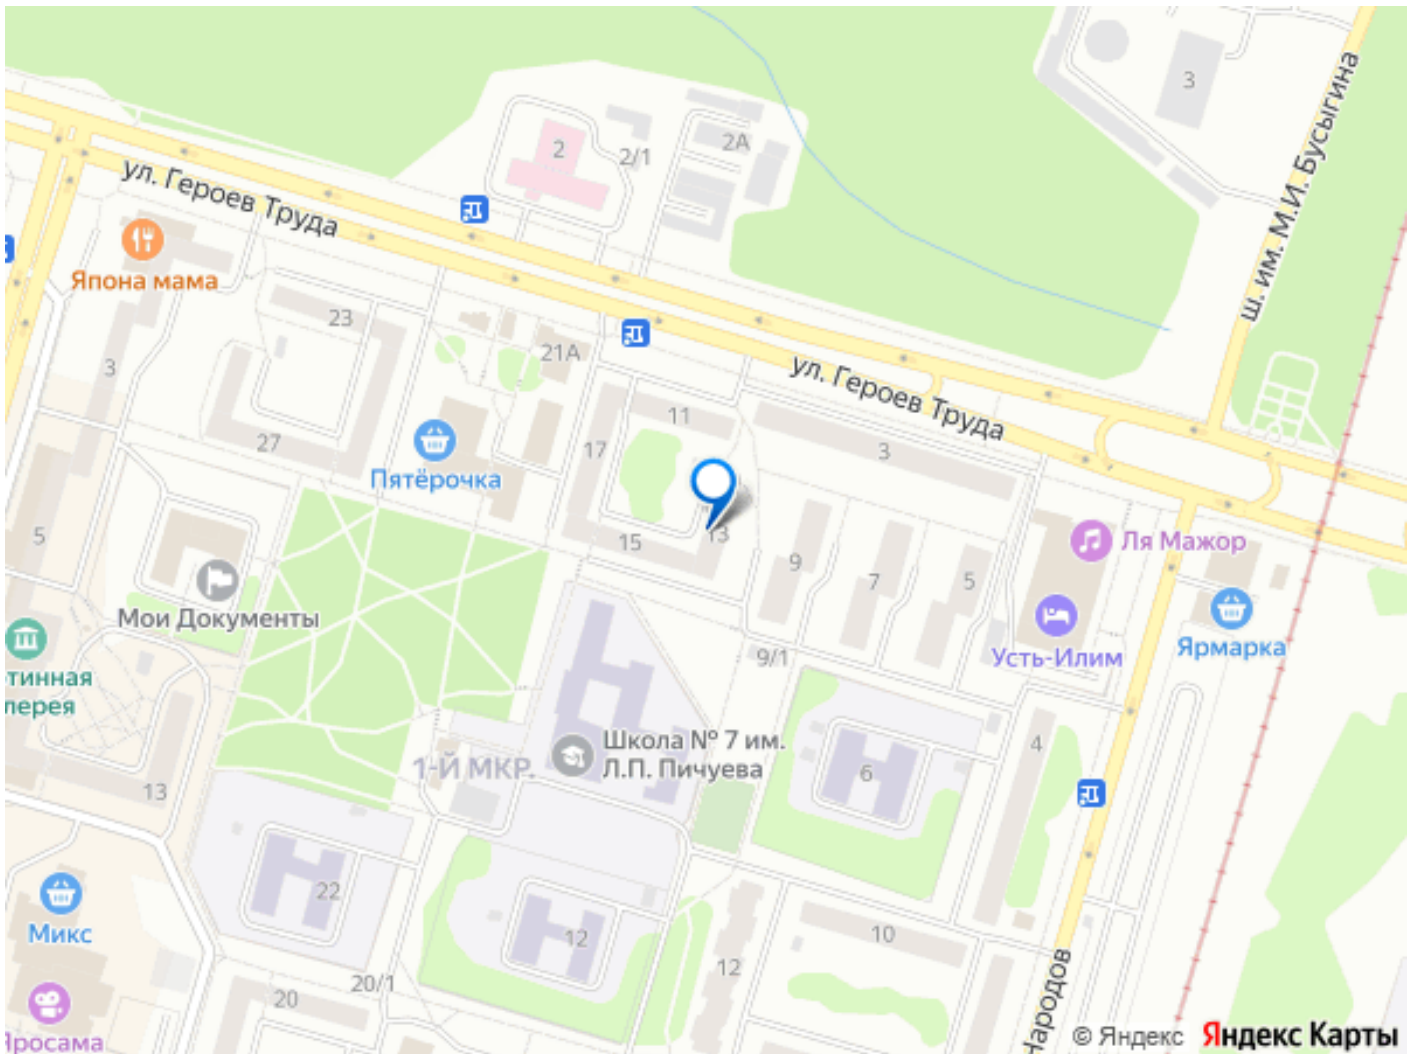 3
ш. им. М.И. Бусыгина
2
2/1
2А
ул. Героев Труда
Япона мама
23
21А
3
ул. Героев Труда
11
27
Пятёрочка
17
3
5
15
13
9
7
5
Ля Мажор
Мои Документы
Усть-Илим
Ярмарка
9/1
тинная
лерея
Школа № 7 им.
Л.П. Пичуева
1-Й МКР.
6
4
13
22
Микс
12
10
12
20/1
20
Яросама
Народов
© Яндекс Яндекс Карты